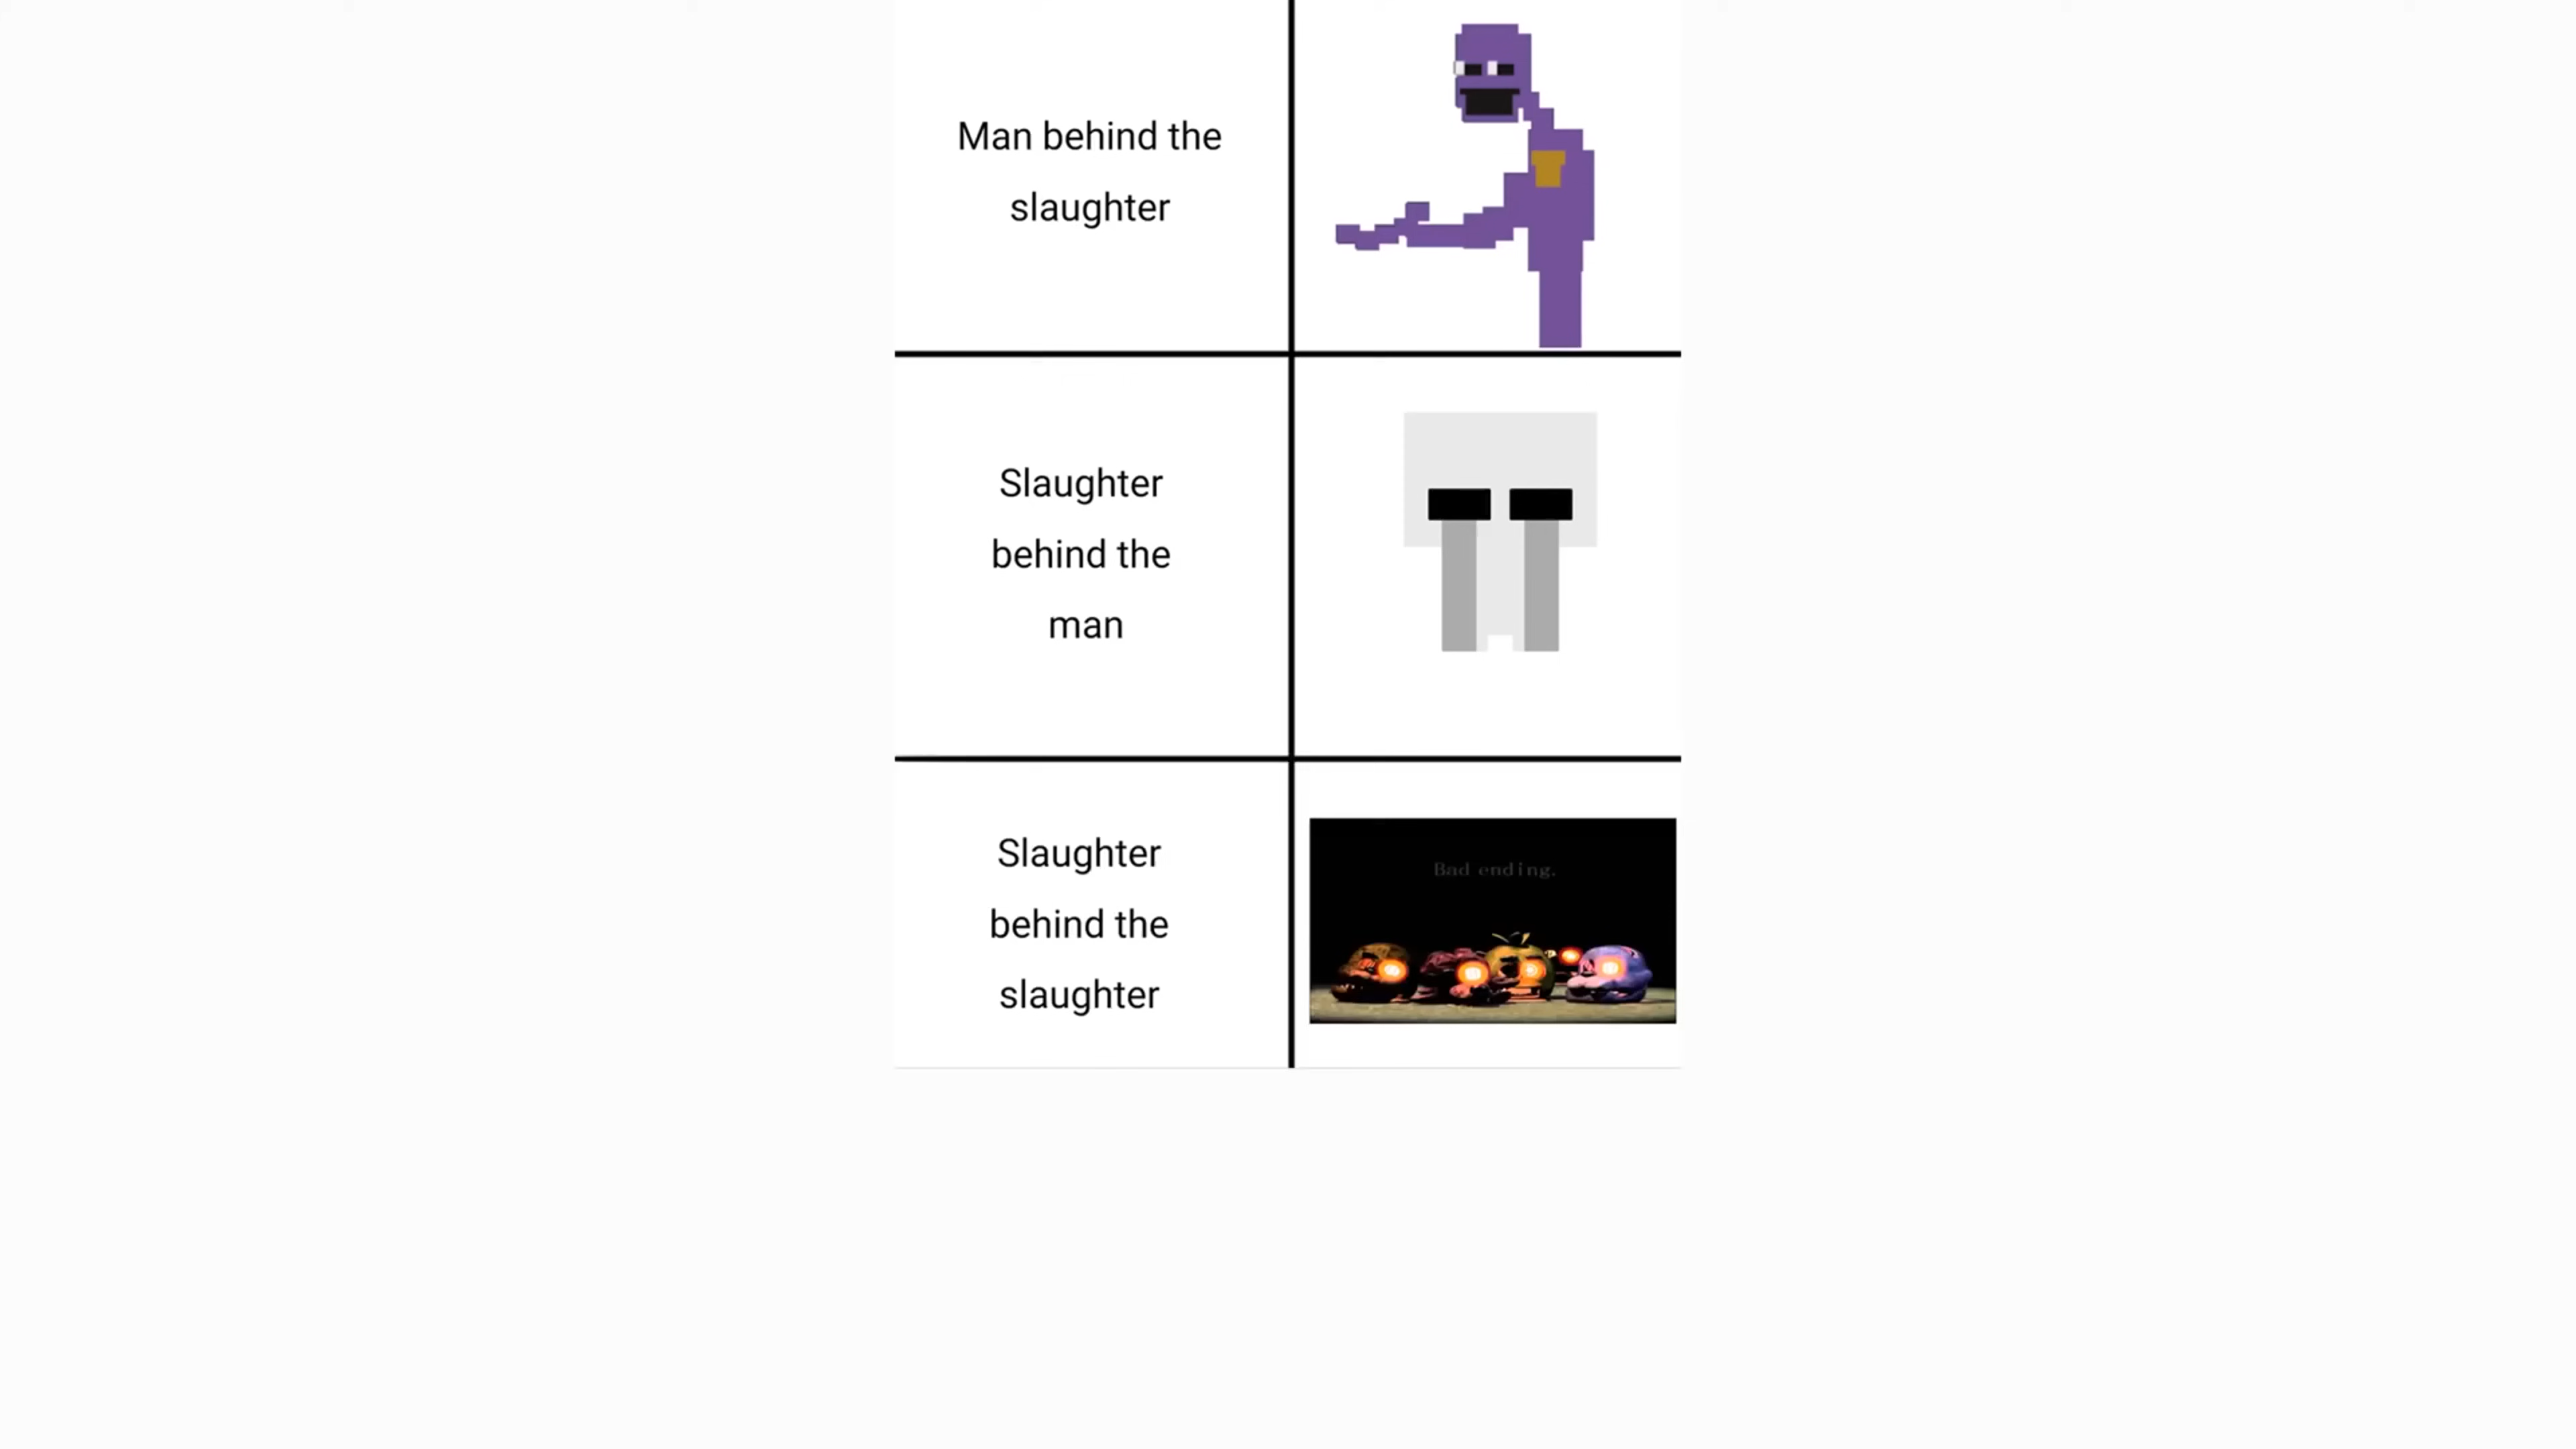 Man behind the
slaughter
Slaughter
behind the
man
Slaughter
behind the
slaughter
Bad ending.